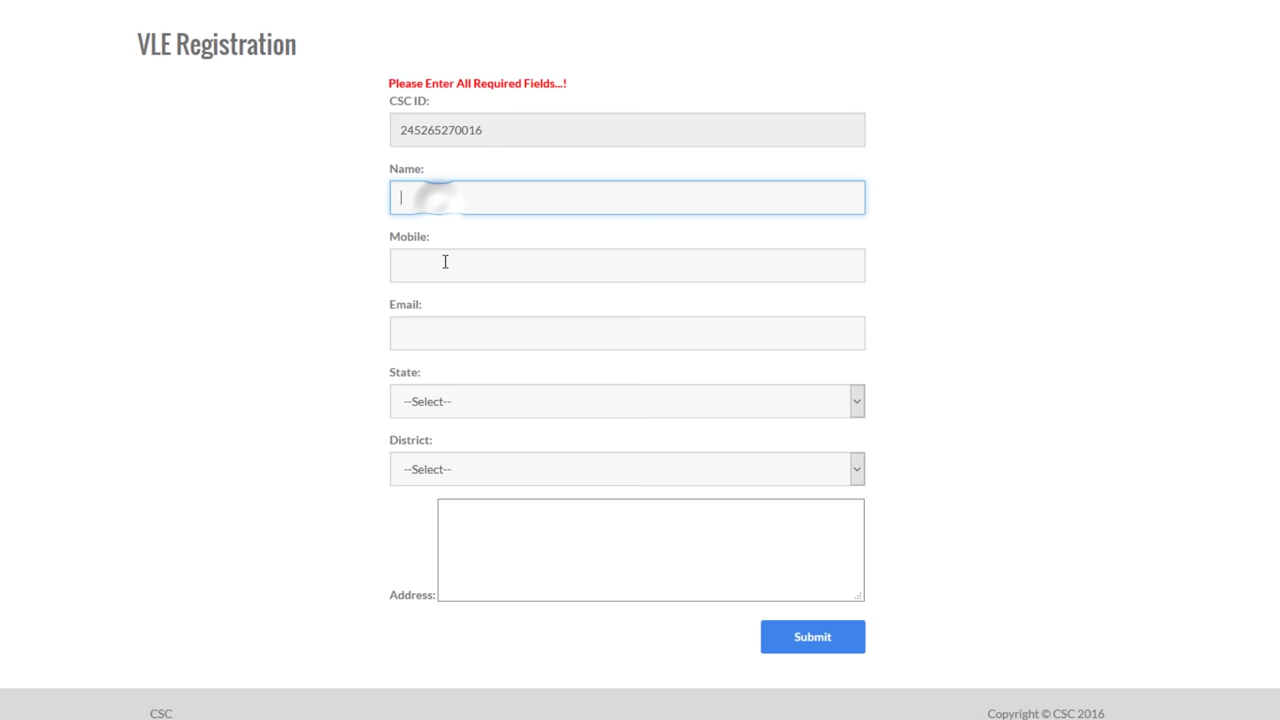 VLE Registration
Please Enter All Required Fields...!
CSC ID:
245265270016
Name:
Mobile:
Email:
State:
--Select--
District:
--Select--
Address:
Submit
CSC
Copyright © CSC 2016